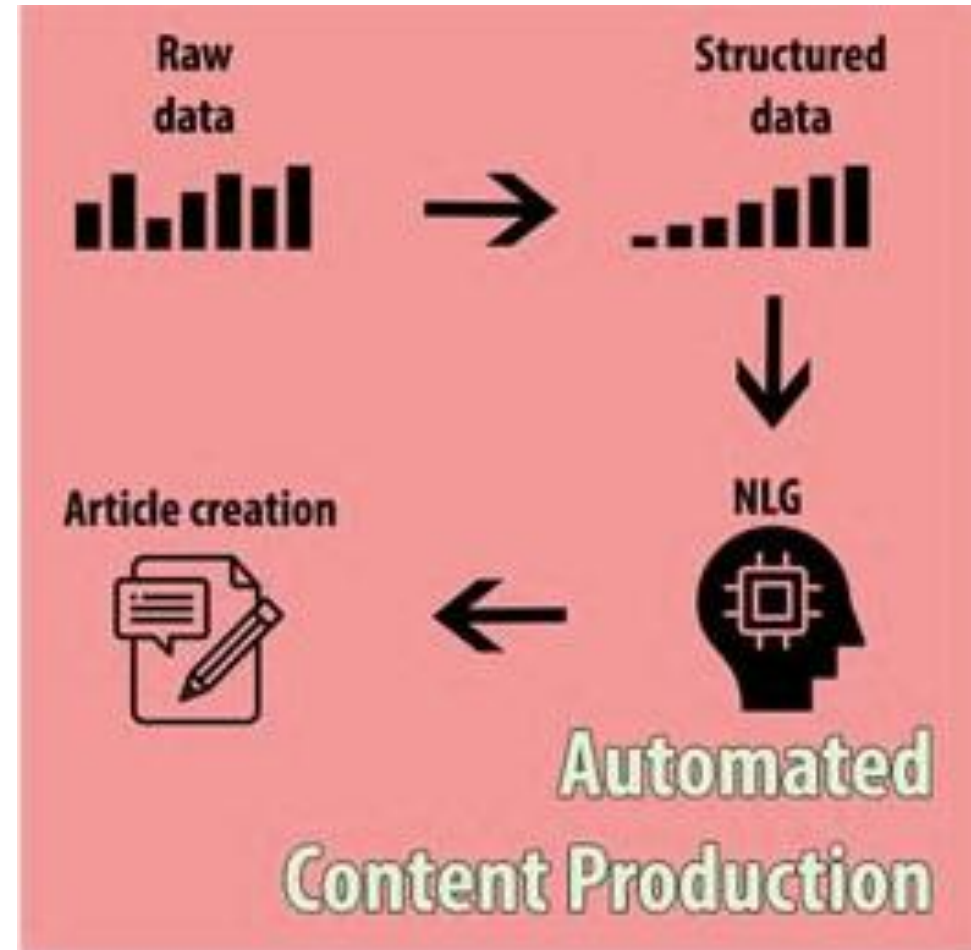 Raw
data
Structured
data
NLG
Article creation
Automated
Content Production